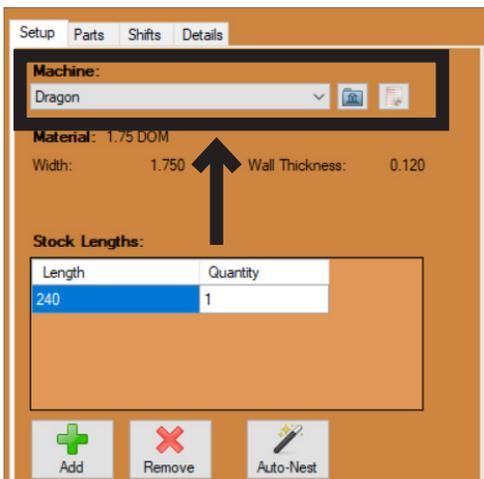 Setup Parts Shifts Details
Machine:
Dragon
Material: 1.75 DOM
Width: 1.750 Wall Thickness: 0.120
Stock Lengths:
Length Quantity
240 1
Add Remove Auto-Nest